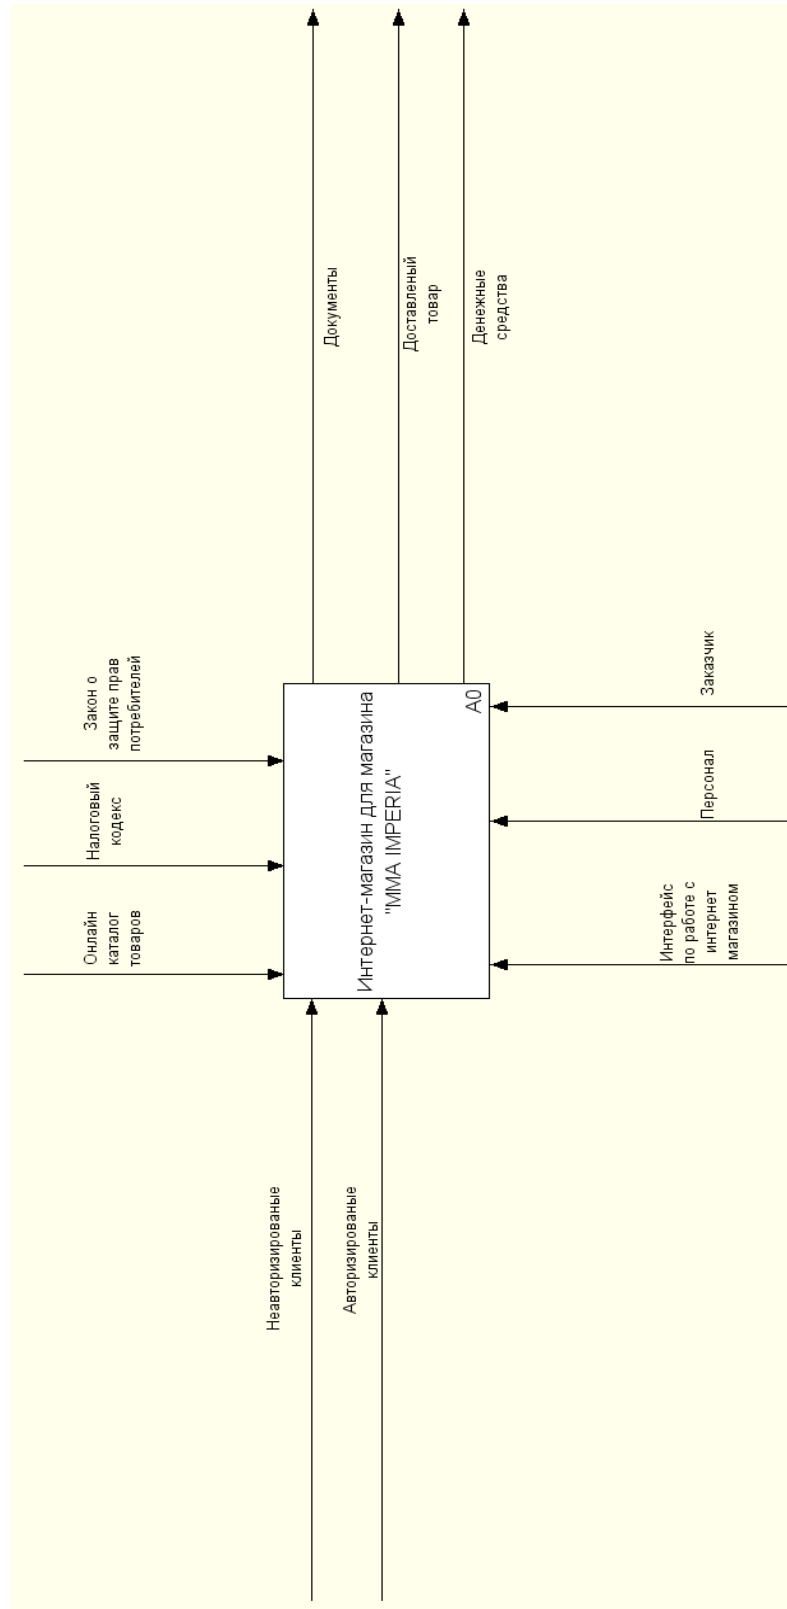 Онлайн
каталог
товаров
Налоговый
кодекс
Закон о
защите прав
потребителей
Неавторизированые
клиенты
Авторизированые
клиенты
Интернет-магазин для магазина
"MMA IMPERIA"
A0
Документы
Доставленый
товар
Денежные
средства
Интерфейс
по работе с
интернет
магазином
Персонал
Заказчик